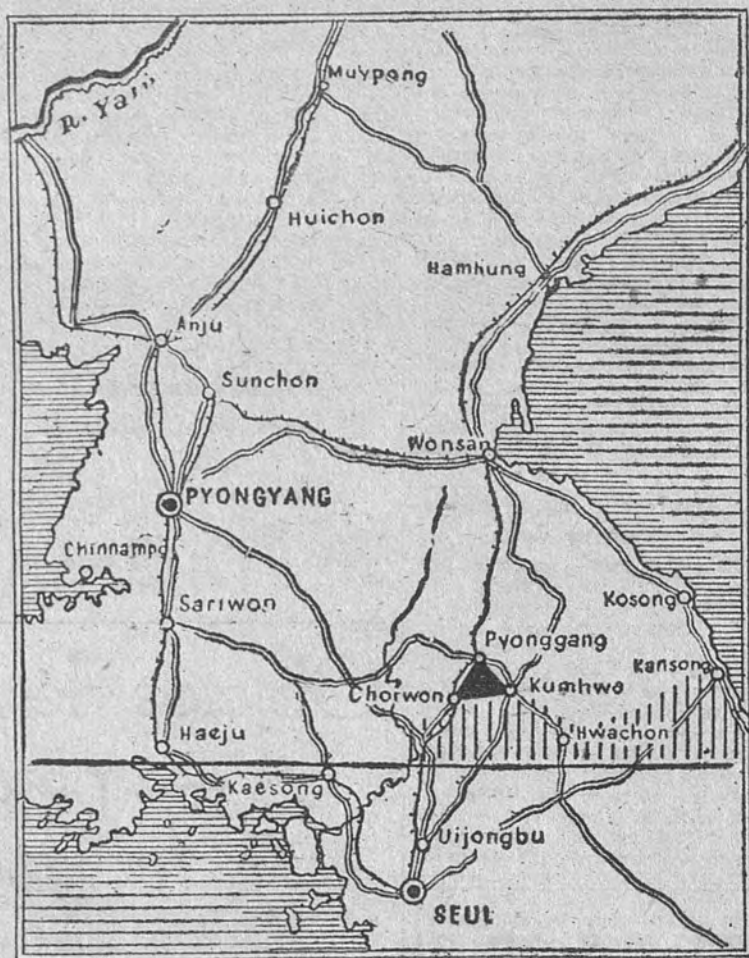 Muypong
R. Yalu
Huichon
Hamhung
Anju
Sunchon
Wonsan
PYONGYANG
Chinnampo
Sariwon
Kosong
Pyonggang
Kansong
Chorwon
Kumhwa
Haeju
Hwachon
Kaesong
Uijongbu
SEUL